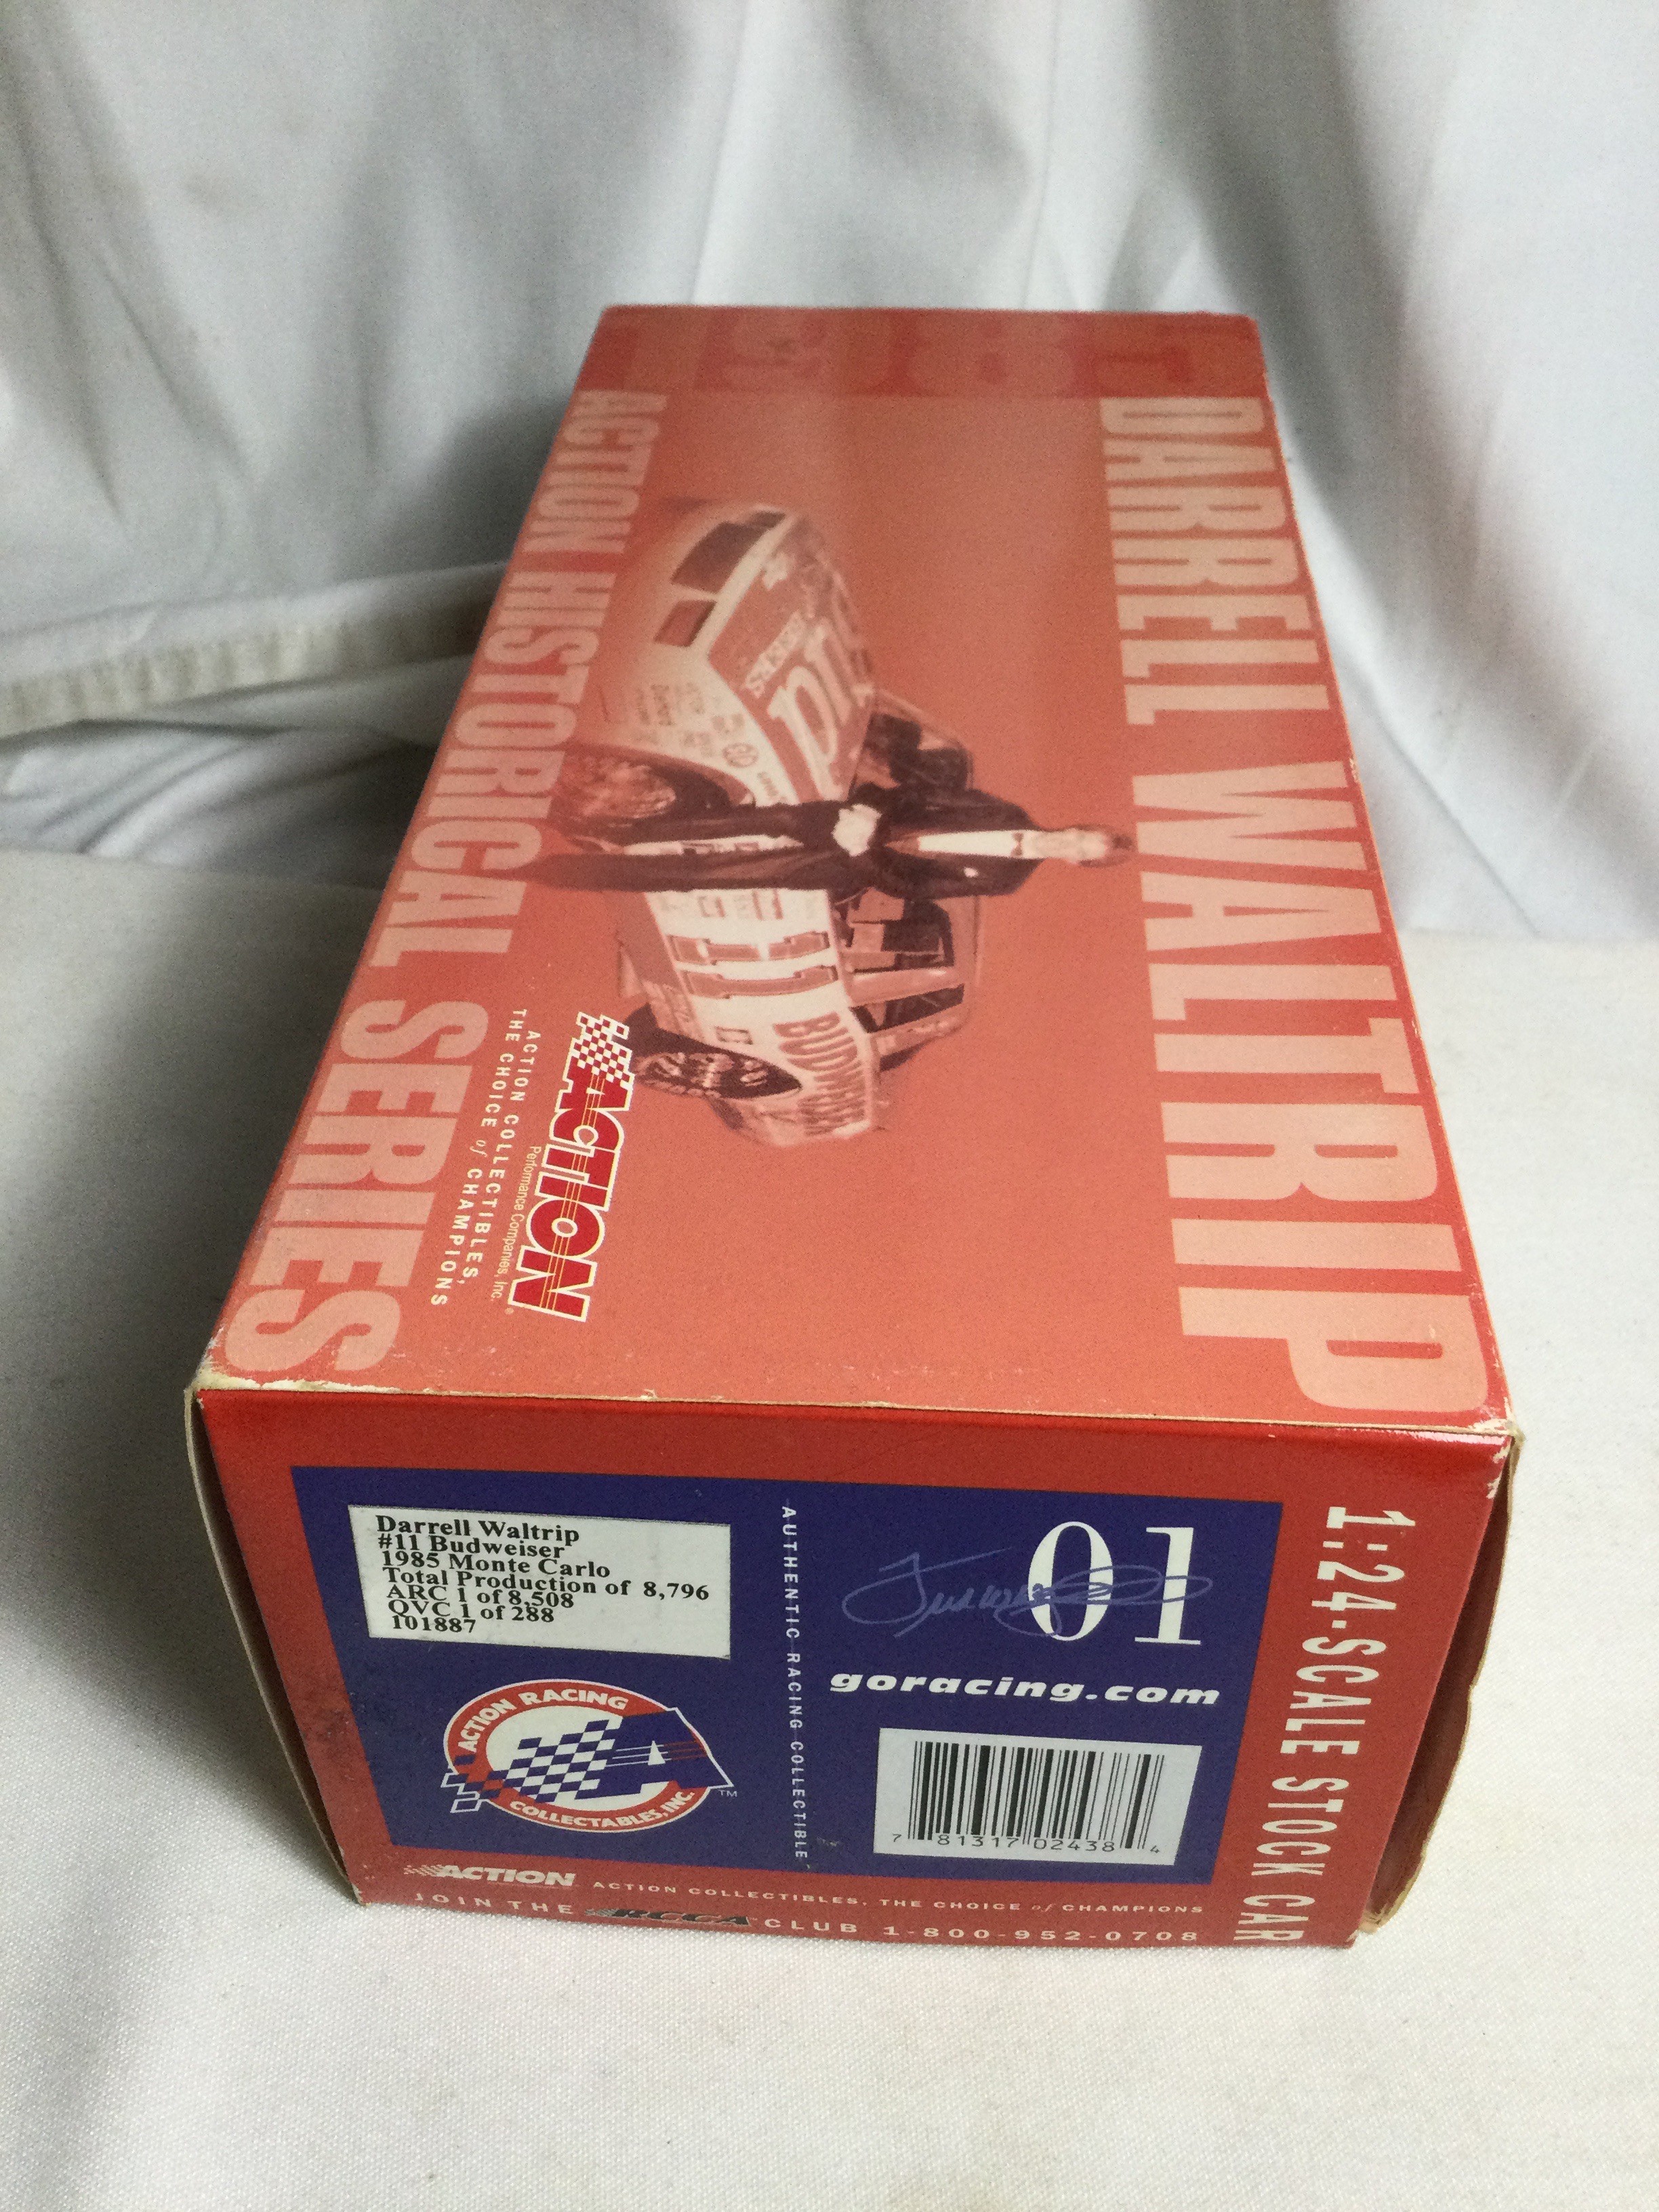 DARRELL WALTRIP
ACTION HISTORICAL SERIES
BUDWEISER
11
ACTION
Performance Companies, Inc.®
ACTION COLLECTIBLES,
THE CHOICE of CHAMPIONS
1:24-SCALE STOCK CAR
Darrell Waltrip
#11 Budweiser
1985 Monte Carlo
Total Production of 8,796
ARC 1 of 8,508
QVC 1 of 288
101887
ACTION RACING
COLLECTABLES, INC.
TM
AUTHENTIC RACING COLLECTIBLE
01
goracing.com
7 81317 02438 4
ACTION
ACTION COLLECTIBLES, THE CHOICE of CHAMPIONS
JOIN THE RCCA CLUB 1-800-952-0708